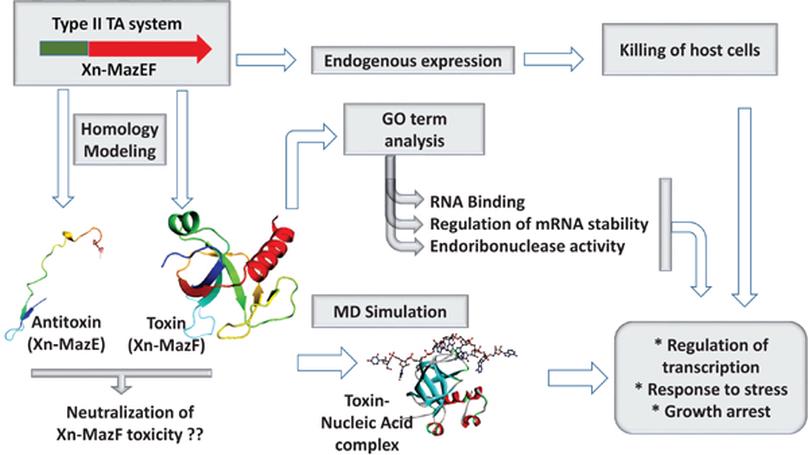 Type II TA system
Xn-MazEF
Endogenous expression
Killing of host cells
Homology
Modeling
GO term
analysis
RNA Binding
Regulation of mRNA stability
Endoribonuclease activity
Antitoxin
(Xn-MazE)
Toxin
(Xn-MazF)
MD Simulation
Toxin-
Nucleic Acid
complex
Neutralization of
Xn-MazF toxicity ??
* Regulation of
transcription
* Response to stress
* Growth arrest